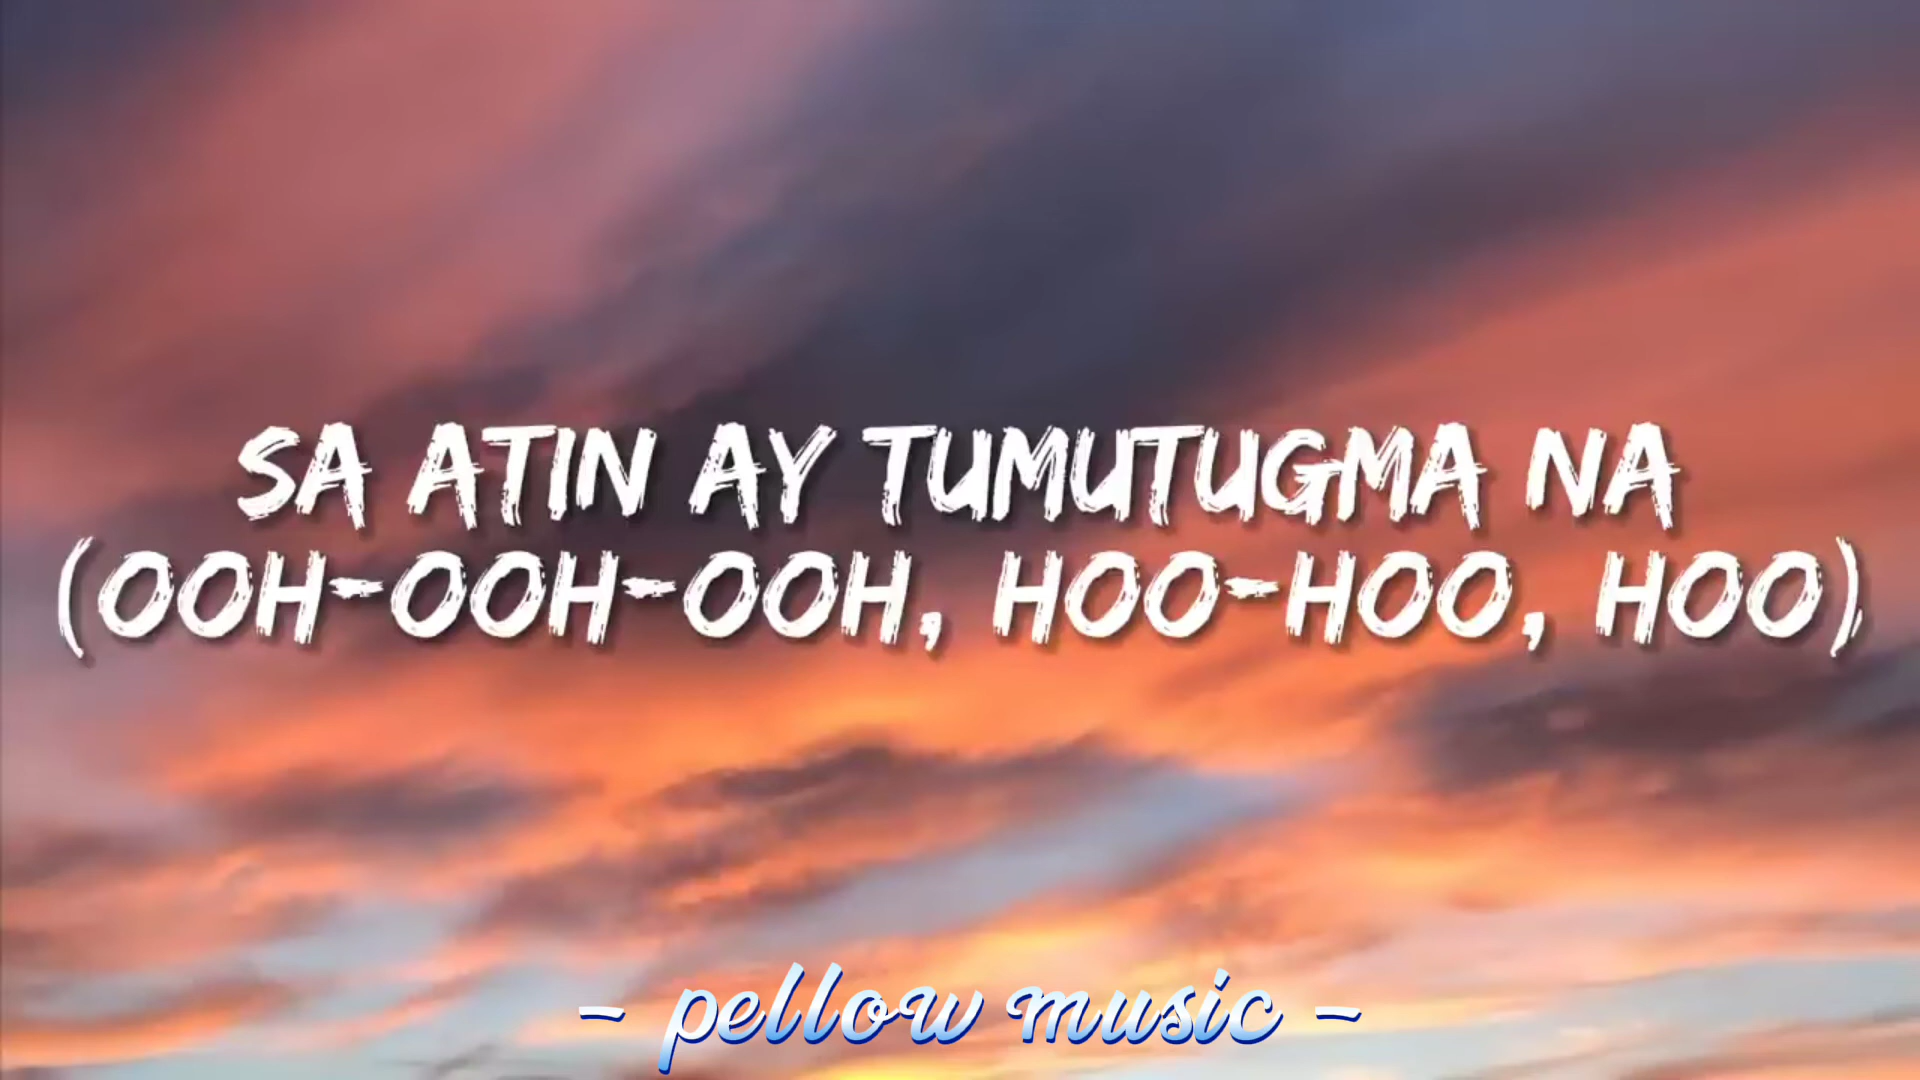 SA ATIN AY TUMUTUGMA NA
(OOH-OOH-OOH, HOO-HOO, HOO)
- pellow music -